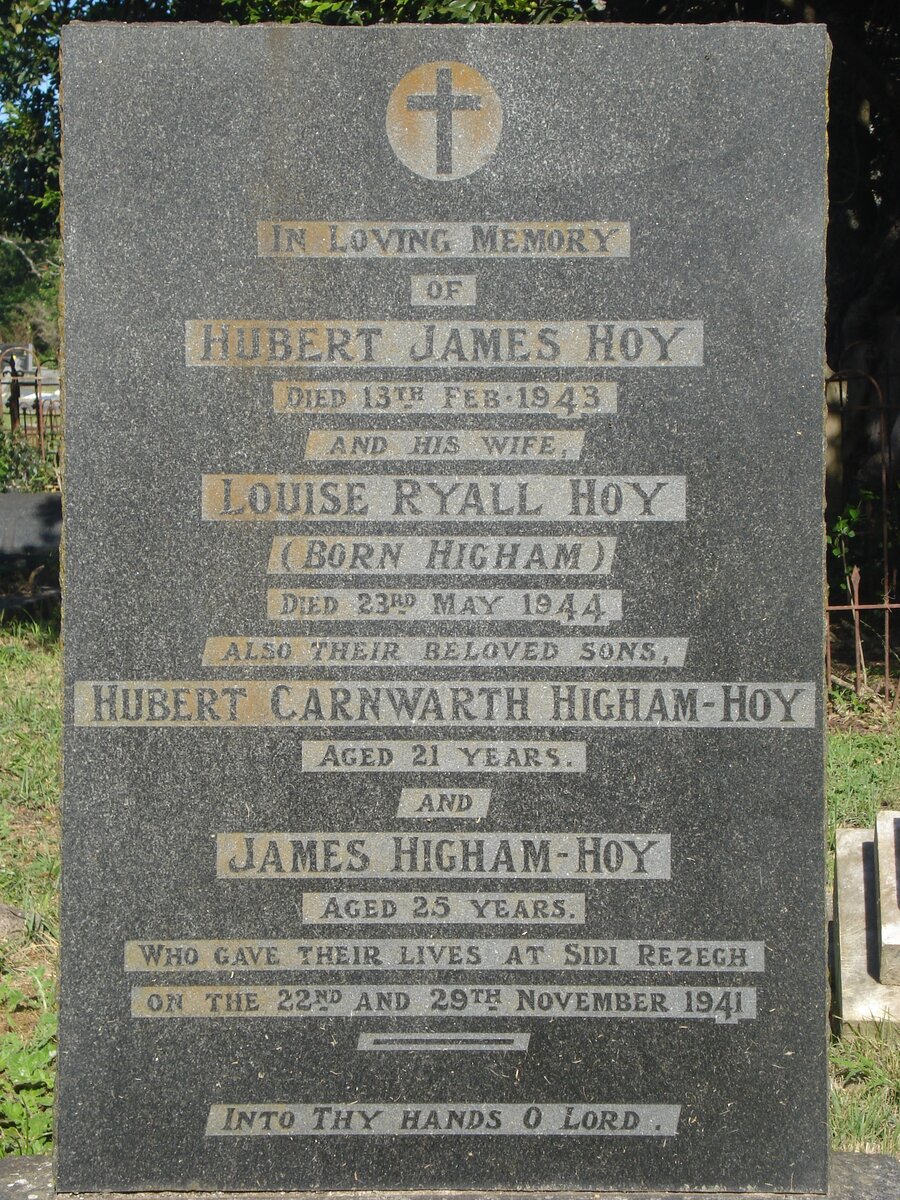 In Loving Memory
of
Hubert James Hoy
Died 13th Feb·1943
and his wife,
Louise Ryall Hoy
(Born Higham)
Died 23rd May 1944
also their beloved sons,
Hubert Carnwarth Higham-Hoy
Aged 21 years.
and
James Higham-Hoy
Aged 25 years.
Who gave their lives at Sidi Rezegh
on the 22nd and 29th November 1941
Into Thy hands O Lord.